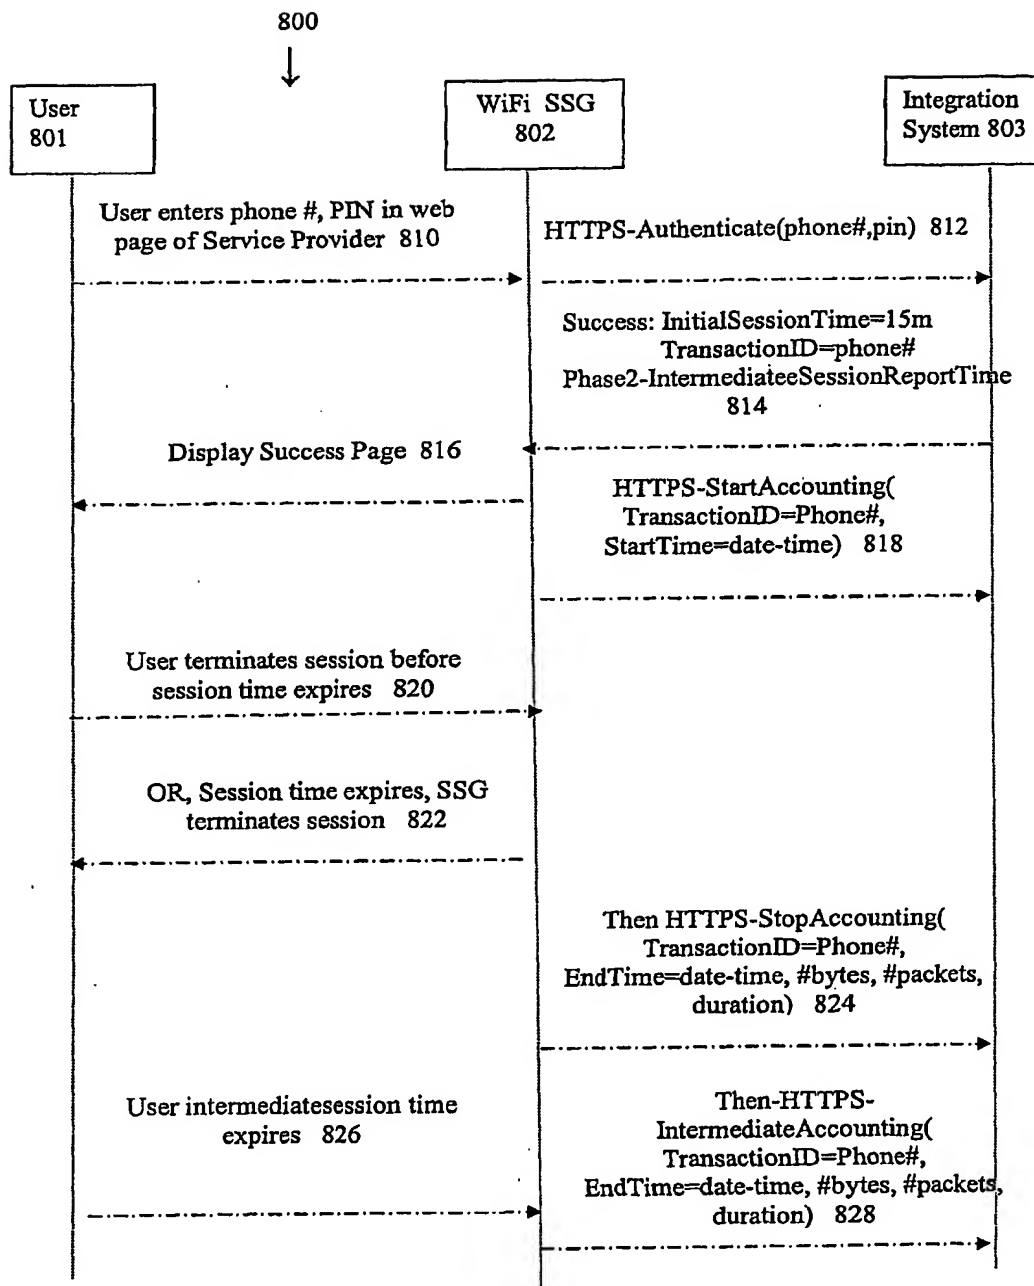 800
User
801
WiFi SSG
802
Integration
System 803
User enters phone #, PIN in web
page of Service Provider 810
HTTPS-Authenticate(phone#,pin) 812
Success: InitialSessionTime=15m
TransactionID=phone#
Phase2-IntermediateeSessionReportTime
814
Display Success Page 816
HTTPS-StartAccounting(
TransactionID=Phone#,
StartTime=date-time) 818
User terminates session before
session time expires 820
OR, Session time expires, SSG
terminates session 822
Then HTTPS-StopAccounting(
TransactionID=Phone#,
EndTime=date-time, #bytes, #packets,
duration) 824
User intermediatesession time
expires 826
Then-HTTPS-
IntermediateAccounting(
TransactionID=Phone#,
EndTime=date-time, #bytes, #packets,
duration) 828